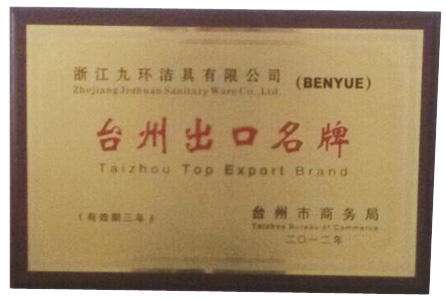 浙江九环洁具有限公司 (BENYUE)
Zhejiang Jiuhuan Sanitary Ware Co., Ltd.
台州出口名牌
Taizhou Top Export Brand
(有效期三年)
台州市商务局
Taizhou Bureau of Commerce
二〇一二年